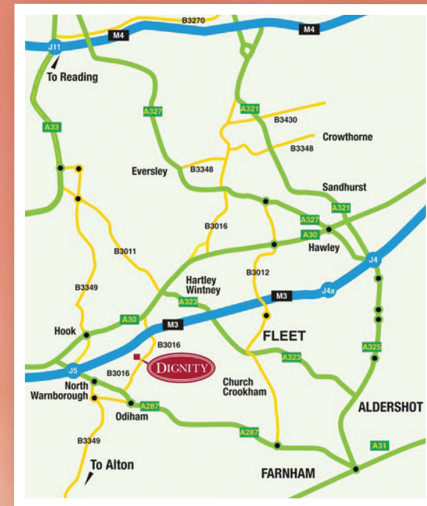 B3270
M4
M4
J11
To Reading
A327
A321
B3430
A33
Crowthorne
B3348
Eversley
B3348
Sandhurst
A321
B3016
A327
A30
Hawley
B3011
J4
B3012
B3349
Hartley
Wintney
J4a
A323
M3
A30
M3
Hook
FLEET
B3016
A325
A323
DIGNITY
J5
B3016
North
Warnborough
Church
Crookham
ALDERSHOT
A287
Odiham
A287
B3349
A31
To Alton
FARNHAM